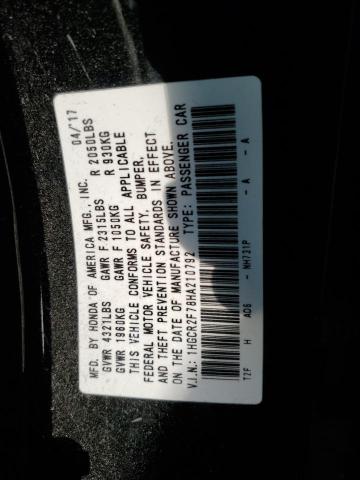 MFD. BY HONDA OF AMERICA MFG., INC. 04/'17
GVWR 4321LBS GAWR F 2315LBS R 2050LBS
GVWR 1960KG GAWR F 1050KG R 930KG
THIS VEHICLE CONFORMS TO ALL APPLICABLE
FEDERAL MOTOR VEHICLE SAFETY, BUMPER,
AND THEFT PREVENTION STANDARDS IN EFFECT
ON THE DATE OF MANUFACTURE SHOWN ABOVE.
V.I.N.: 1HGCR2F78HA210792 TYPE: PASSENGER CAR
T2F H AO6 - NH731P - A - A